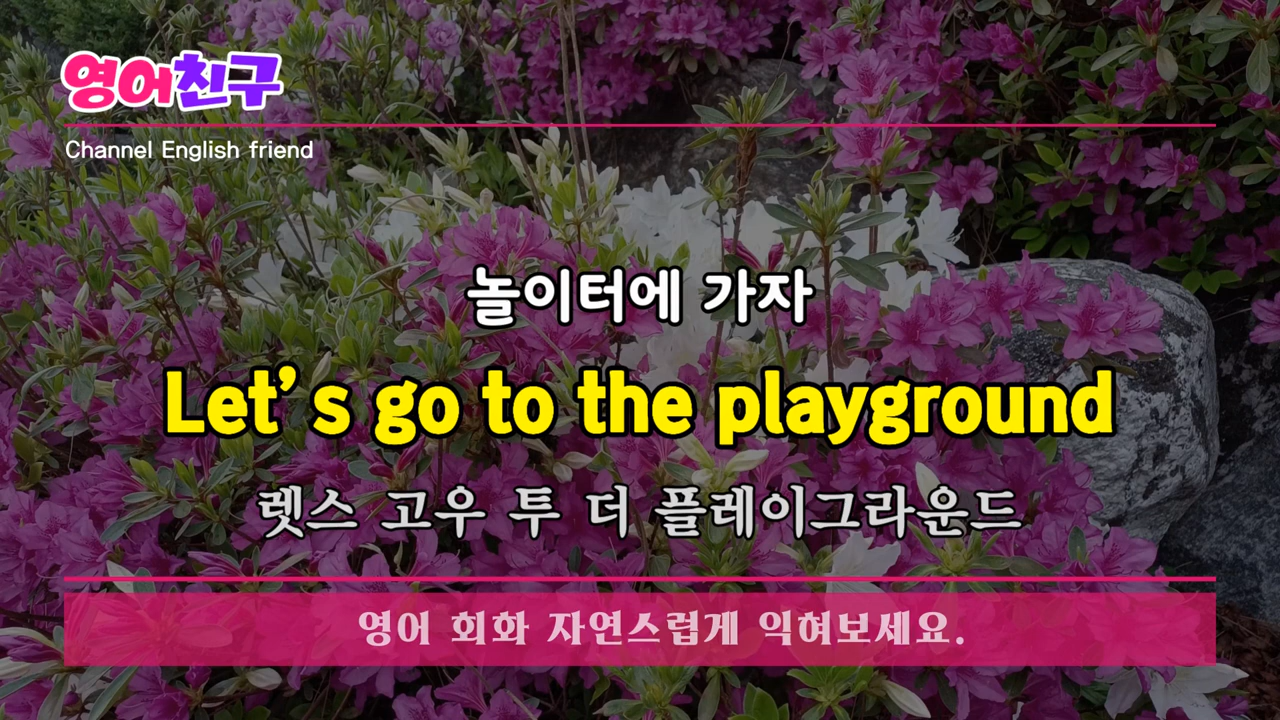 영어친구
Channel English friend
놀이터에 가자
Let's go to the playground
렛스 고우 투 더 플레이그라운드
영어 회화 자연스럽게 익혀보세요.